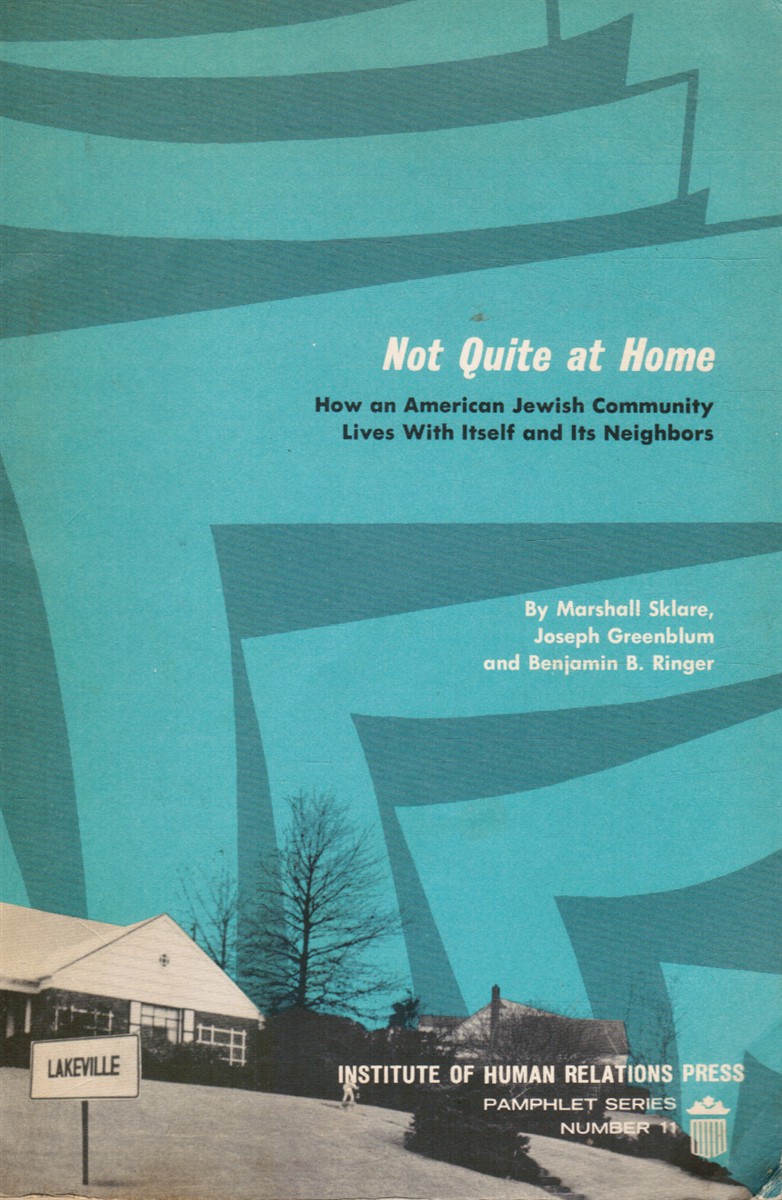 Not Quite at Home
How an American Jewish Community
Lives With Itself and Its Neighbors
By Marshall Sklare,
Joseph Greenblum
and Benjamin B. Ringer
LAKEVILLE
INSTITUTE OF HUMAN RELATIONS PRESS
PAMPHLET SERIES
NUMBER 11